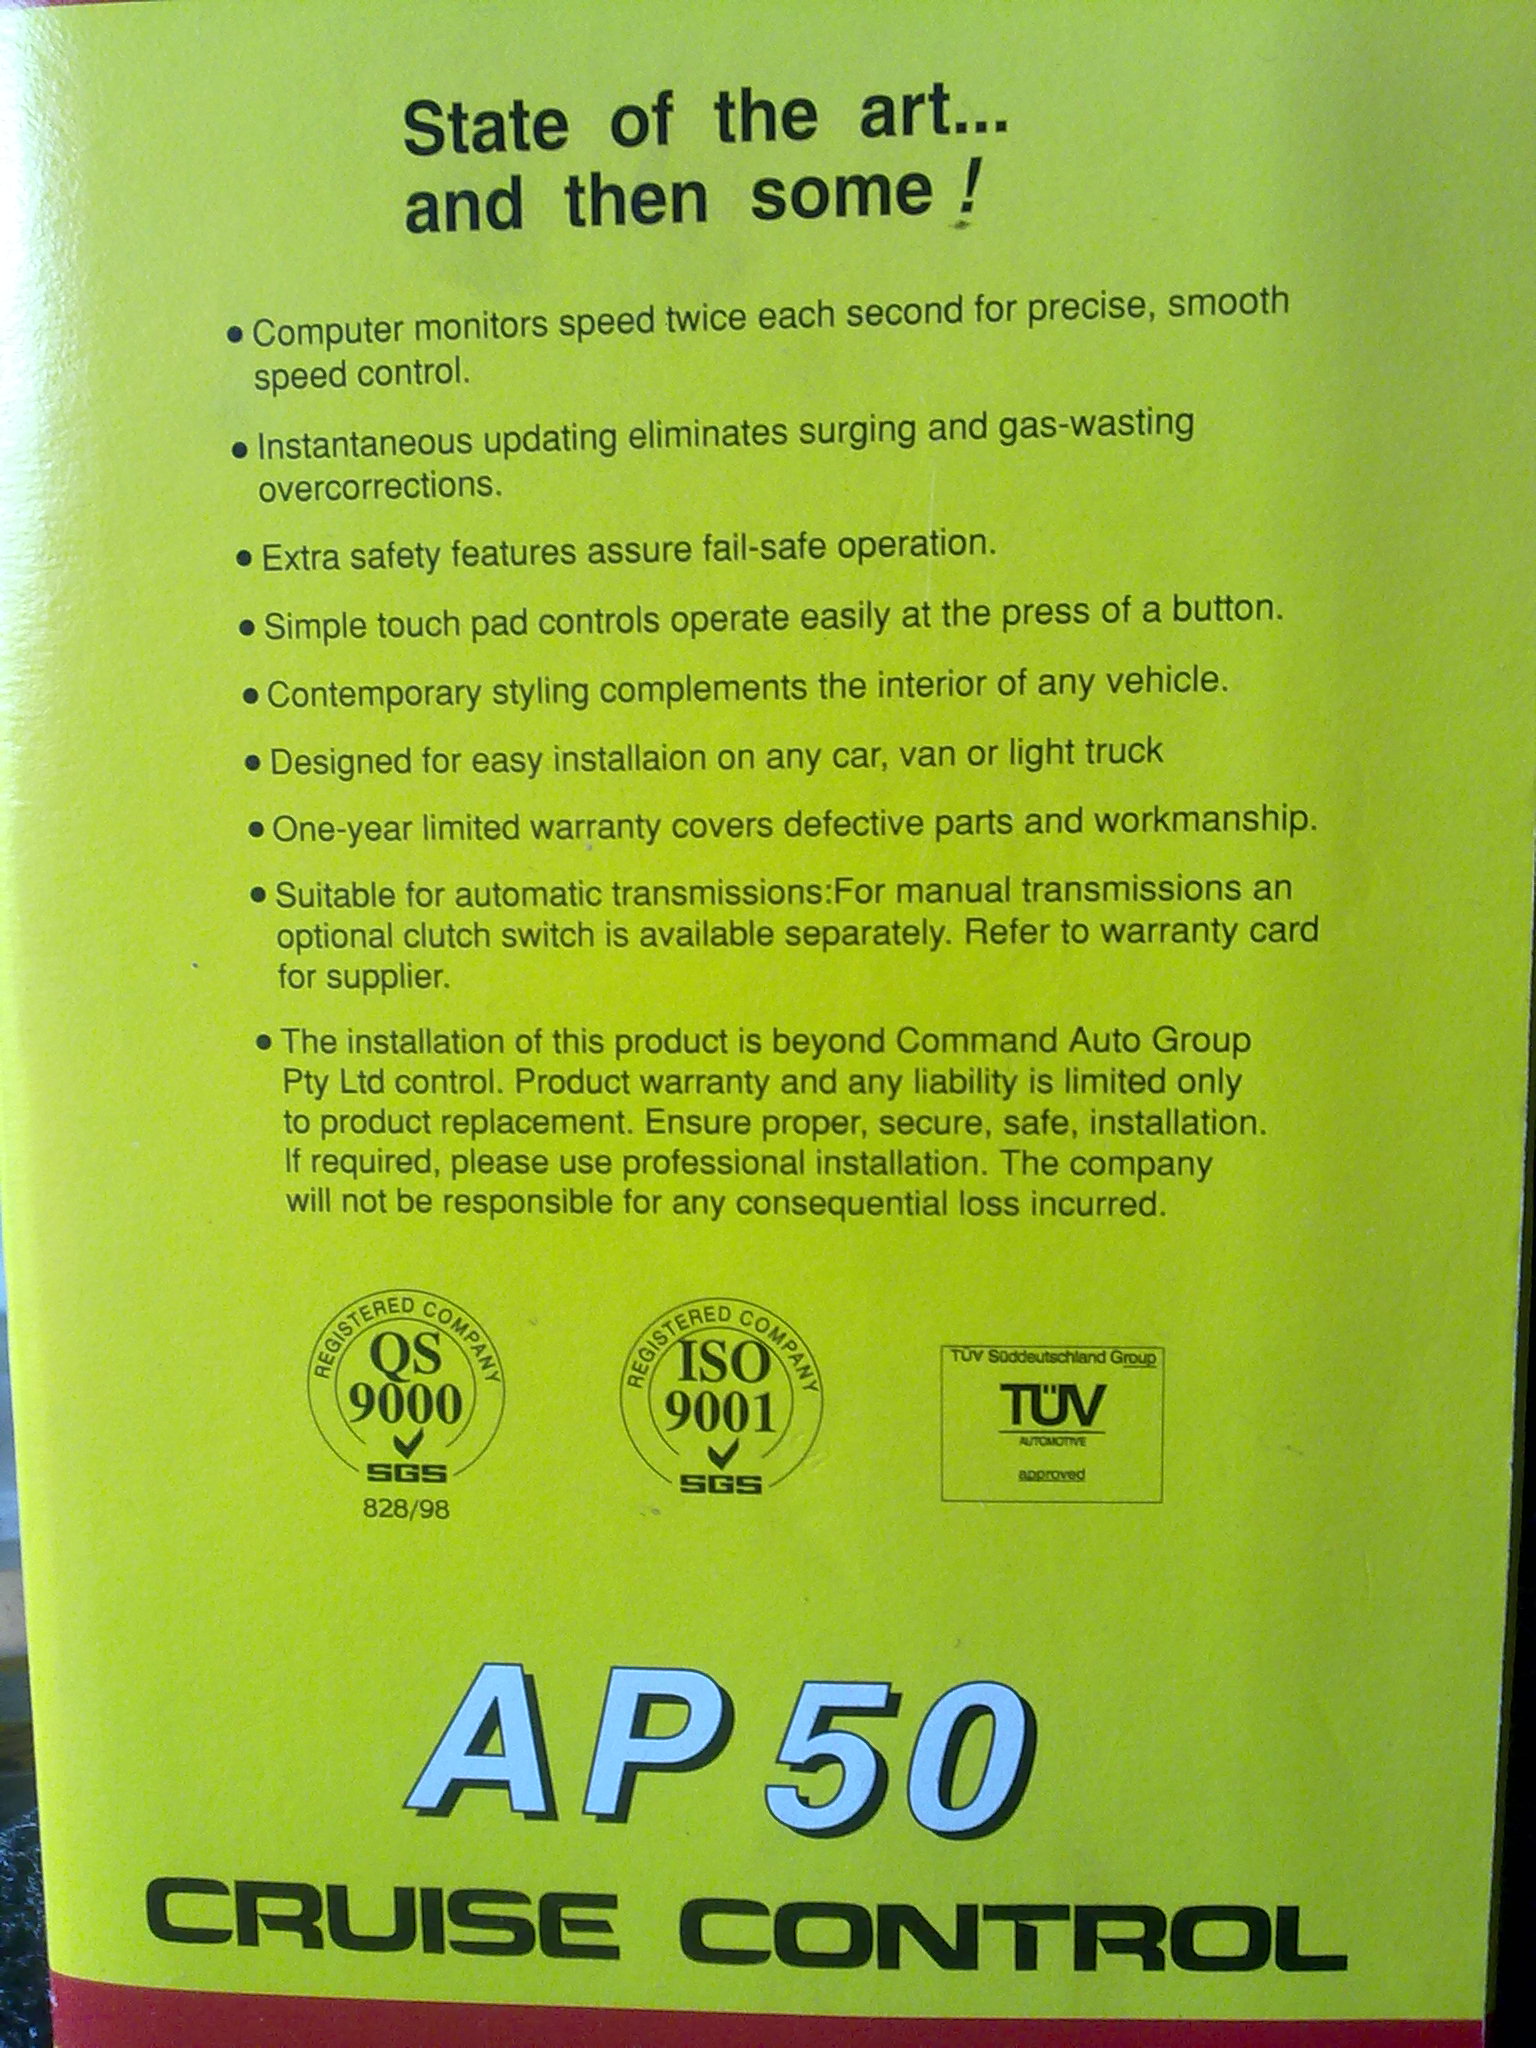 State of the art...
and then some !
• Computer monitors speed twice each second for precise, smooth
speed control.
• Instantaneous updating eliminates surging and gas-wasting
overcorrections.
• Extra safety features assure fail-safe operation.
• Simple touch pad controls operate easily at the press of a button.
• Contemporary styling complements the interior of any vehicle.
• Designed for easy installaion on any car, van or light truck
• One-year limited warranty covers defective parts and workmanship.
• Suitable for automatic transmissions:For manual transmissions an
optional clutch switch is available separately. Refer to warranty card
for supplier.
• The installation of this product is beyond Command Auto Group
Pty Ltd control. Product warranty and any liability is limited only
to product replacement. Ensure proper, secure, safe, installation.
If required, please use professional installation. The company
will not be responsible for any consequential loss incurred.
REGISTERED COMPANY
QS
9000
SGS
828/98
REGISTERED COMPANY
ISO
9001
SGS
TÜV Süddeutschland Group
TÜV
AUTOMOTIVE
approved
AP 50
CRUISE CONTROL